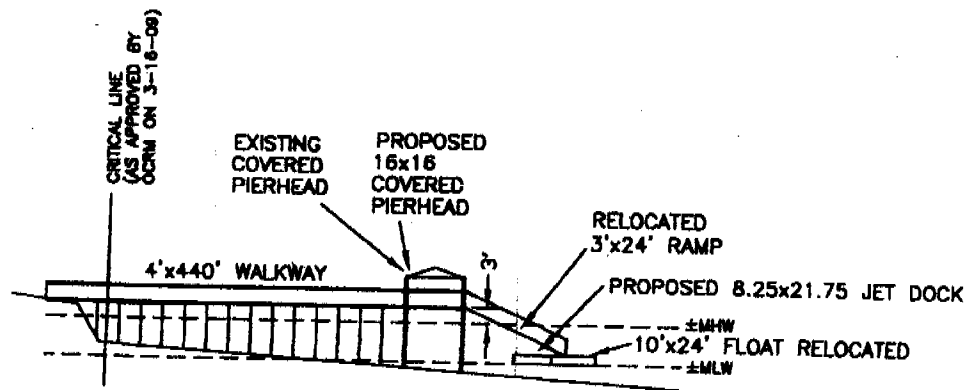 CRITICAL LINE
(AS APPROVED BY
OCRM ON 3-16-09)
EXISTING
COVERED
PIERHEAD
PROPOSED
16x16
COVERED
PIERHEAD
RELOCATED
3'x24' RAMP
3'
4'x440' WALKWAY
PROPOSED 8.25x21.75 JET DOCK
±MHW
10'x24' FLOAT RELOCATED
±MLW